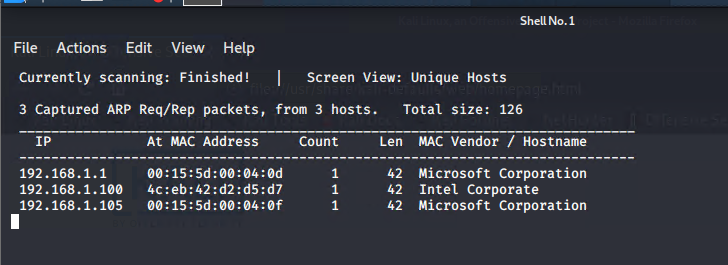 Shell No.1
File Actions Edit View Help
Currently scanning: Finished! | Screen View: Unique Hosts
3 Captured ARP Req/Rep packets, from 3 hosts. Total size: 126
IP At MAC Address Count Len MAC Vendor / Hostname
192.168.1.1 00:15:5d:00:04:0d 1 42 Microsoft Corporation
192.168.1.100 4c:eb:42:d2:d5:d7 1 42 Intel Corporate
192.168.1.105 00:15:5d:00:04:0f 1 42 Microsoft Corporation